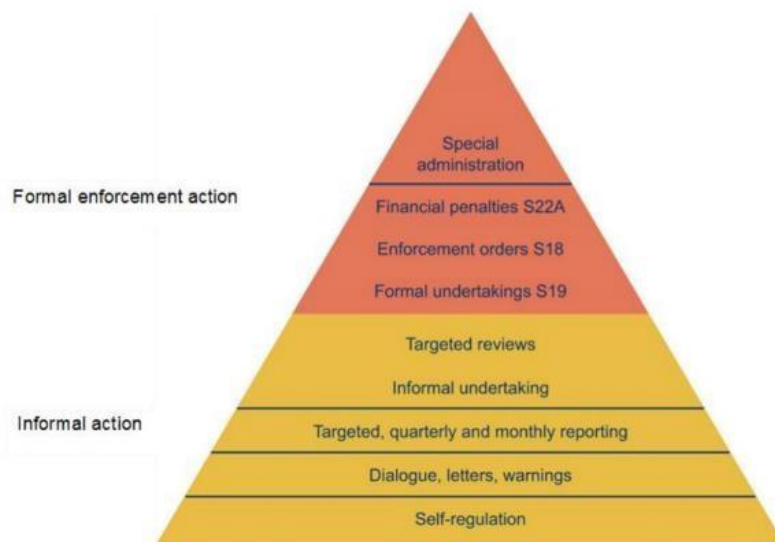 Special
administration
Formal enforcement action
Financial penalties S22A
Enforcement orders S18
Formal undertakings S19
Targeted reviews
Informal undertaking
Informal action
Targeted, quarterly and monthly reporting
Dialogue, letters, warnings
Self-regulation